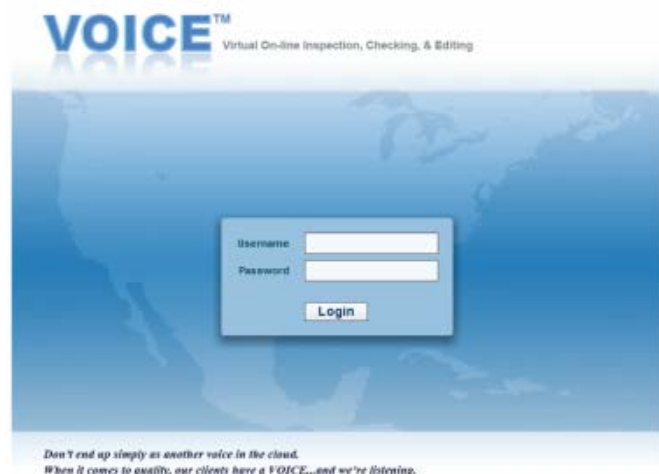 VOICE™
Virtual On-line Inspection, Checking, & Editing
Username
Password
Login
Don't end up simply as another voice in the cloud.
When it comes to quality, our clients have a VOICE...and we're listening.